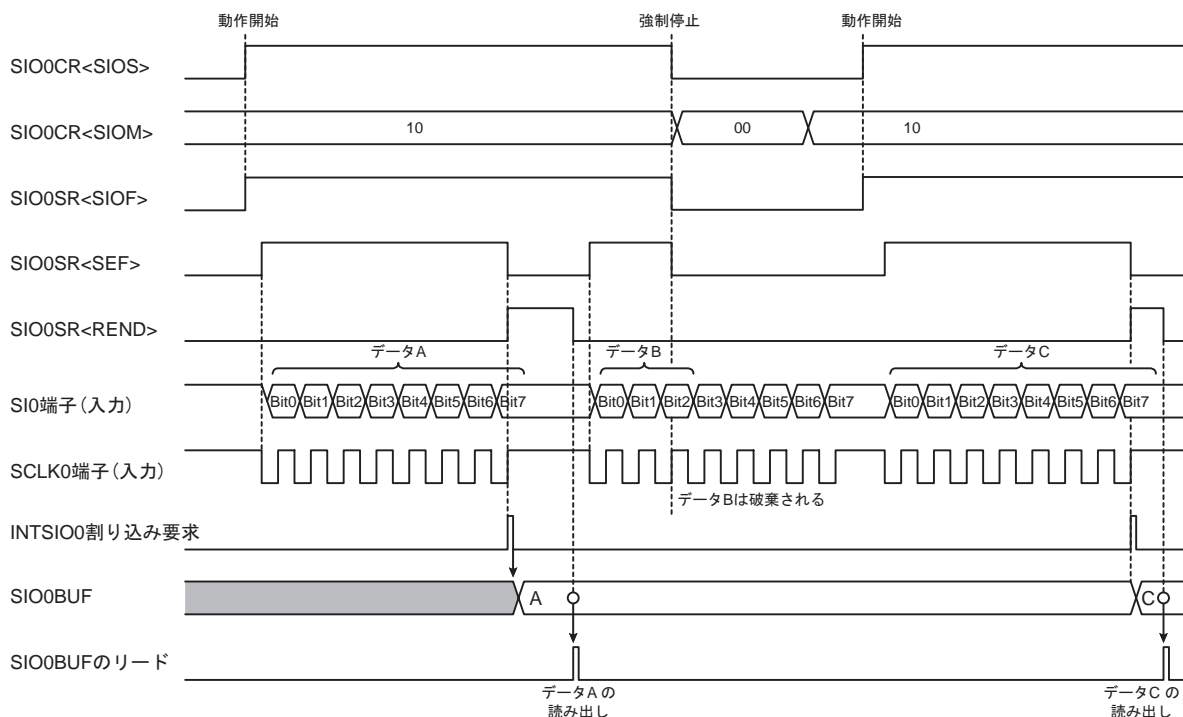 動作開始 強制停止 動作開始
SIO0CR<SIOS>
SIO0CR<SIOM> 10 00 10
SIO0SR<SIOF>
SIO0SR<SEF>
SIO0SR<REND>
データA データB データC
SI0端子(入力) Bit0 Bit1 Bit2 Bit3 Bit4 Bit5 Bit6 Bit7 Bit0 Bit1 Bit2 Bit3 Bit4 Bit5 Bit6 Bit7 Bit0 Bit1 Bit2 Bit3 Bit4 Bit5 Bit6 Bit7
SCLK0端子(入力)
データBは破棄される
INTSIO0割り込み要求
SIO0BUF A C
SIO0BUFのリード
データA の データC の
読み出し 読み出し